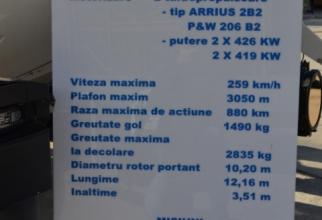 - tip ARRIUS 2B2
P&W 206 B2
- putere 2 X 426 KW
2 X 419 KW
Viteza maxima 259 km/h
Plafon maxim 3050 m
Raza maxima de actiune 880 km
Greutate gol 1490 kg
Greutate maxima
la decolare 2835 kg
Diametru rotor portant 10,20 m
Lungime 12,16 m
Inaltime 3,51 m